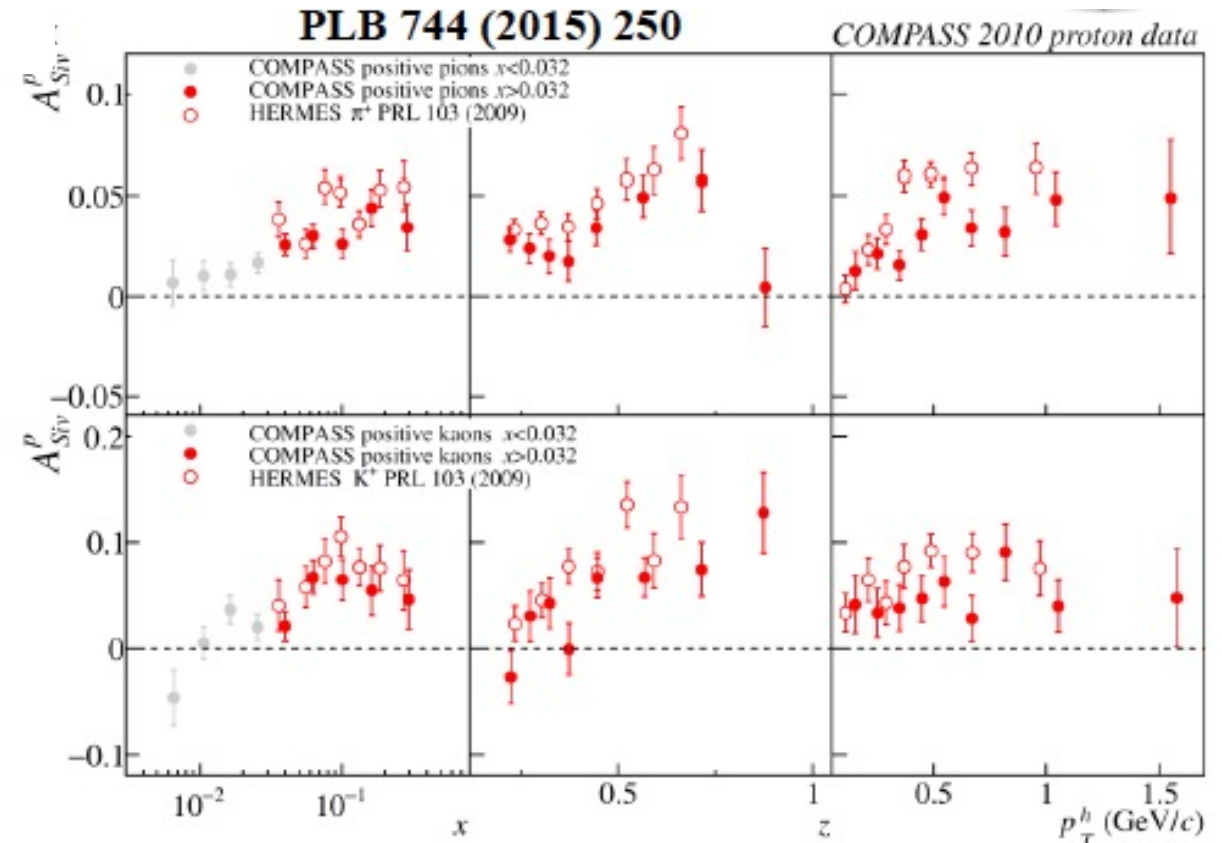 PLB 744 (2015) 250
COMPASS 2010 proton data
A^p_Siv
COMPASS positive pions x<0.032
COMPASS positive pions x>0.032
HERMES π⁺ PRL 103 (2009)
0.1
0.05
0
−0.05
A^p_Siv
COMPASS positive kaons x<0.032
COMPASS positive kaons x>0.032
HERMES K⁺ PRL 103 (2009)
0.2
0.1
0
−0.1
10⁻² 10⁻¹ 0.5 1 0.5 1 1.5
x z p^h_T (GeV/c)